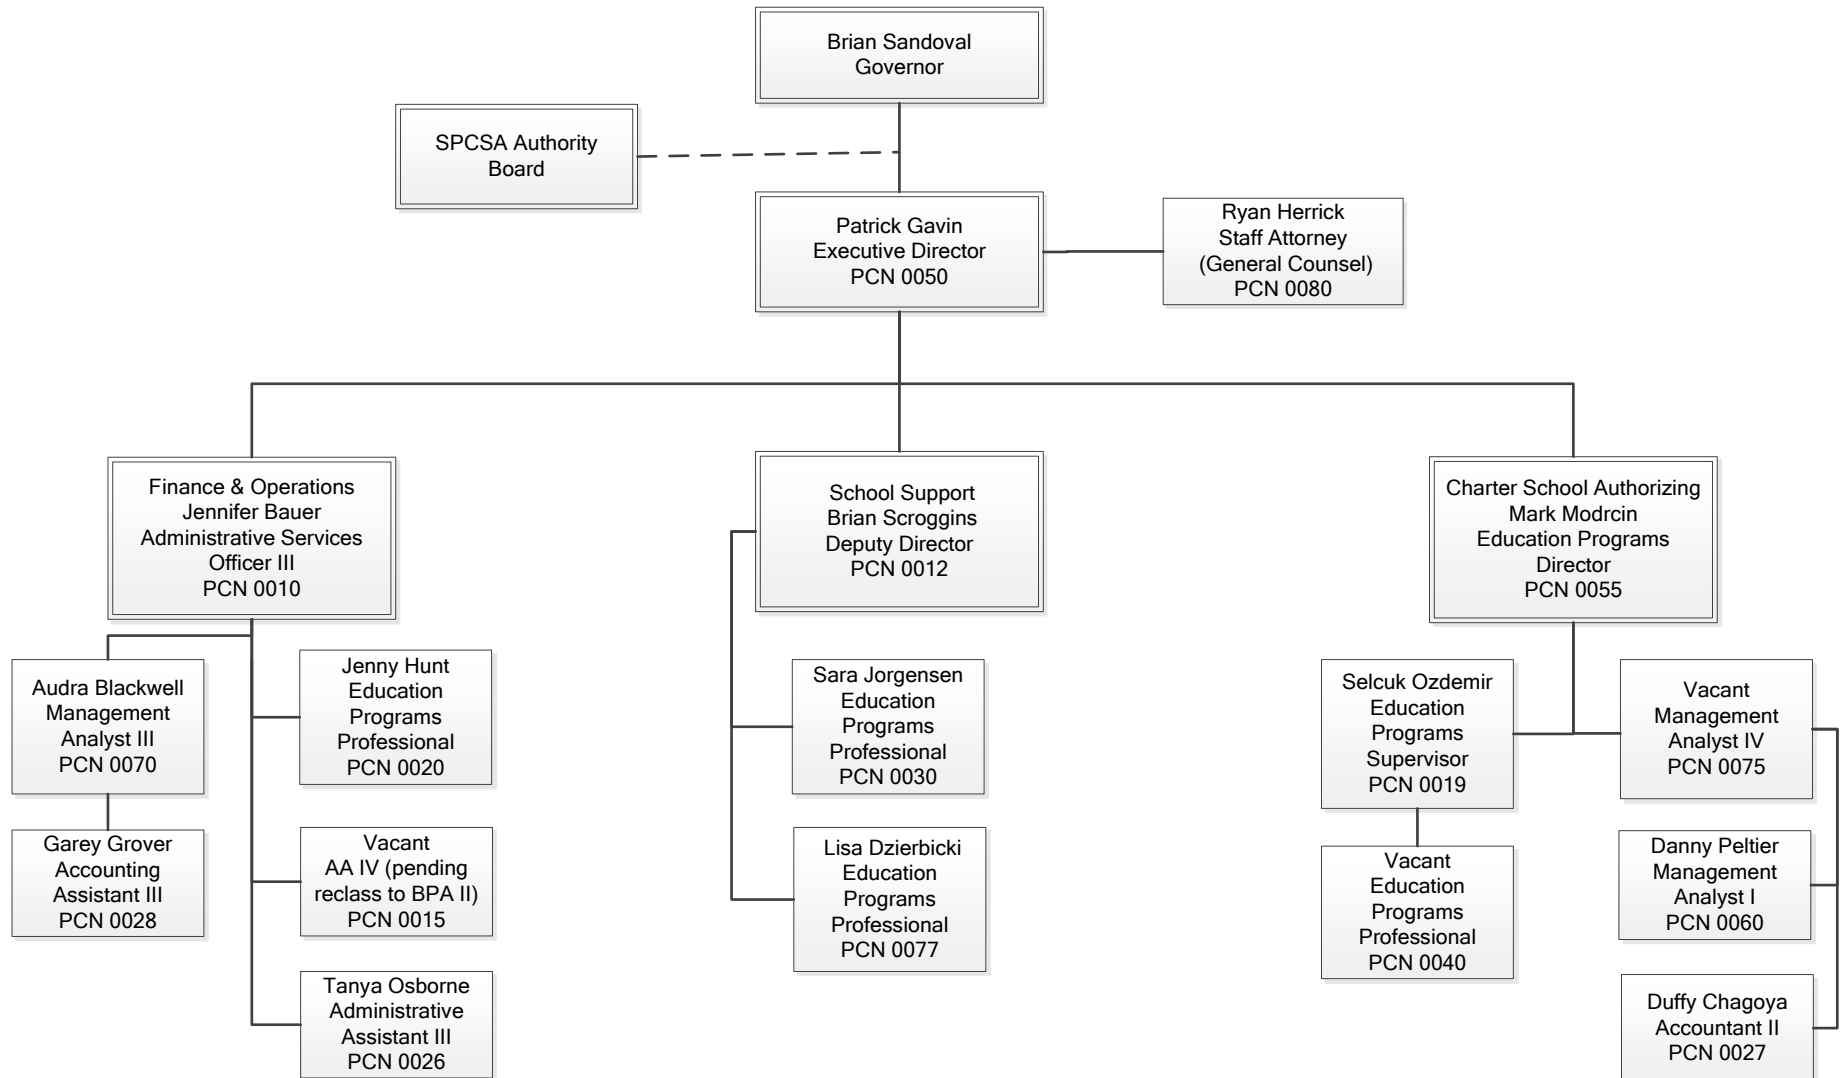 Brian Sandoval
Governor
SPCSA Authority
Board
Patrick Gavin
Executive Director
PCN 0050
Ryan Herrick
Staff Attorney
(General Counsel)
PCN 0080
Finance & Operations
Jennifer Bauer
Administrative Services
Officer III
PCN 0010
School Support
Brian Scroggins
Deputy Director
PCN 0012
Charter School Authorizing
Mark Modrcin
Education Programs
Director
PCN 0055
Audra Blackwell
Management
Analyst III
PCN 0070
Jenny Hunt
Education
Programs
Professional
PCN 0020
Garey Grover
Accounting
Assistant III
PCN 0028
Vacant
AA IV (pending
reclass to BPA II)
PCN 0015
Tanya Osborne
Administrative
Assistant III
PCN 0026
Sara Jorgensen
Education
Programs
Professional
PCN 0030
Lisa Dzierbicki
Education
Programs
Professional
PCN 0077
Selcuk Ozdemir
Education
Programs
Supervisor
PCN 0019
Vacant
Education
Programs
Professional
PCN 0040
Vacant
Management
Analyst IV
PCN 0075
Danny Peltier
Management
Analyst I
PCN 0060
Duffy Chagoya
Accountant II
PCN 0027